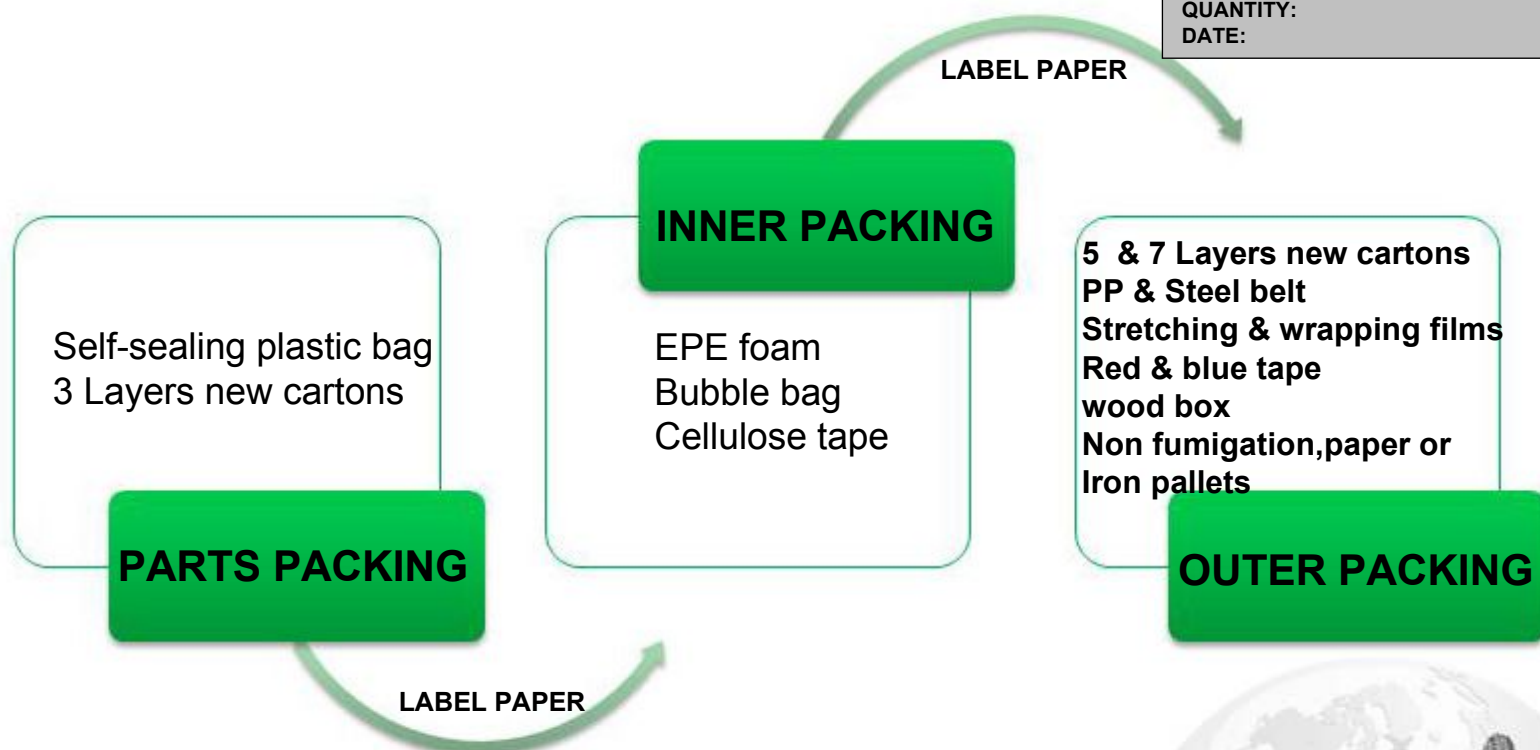 QUANTITY:
DATE:
LABEL PAPER
INNER PACKING
Self-sealing plastic bag
3 Layers new cartons
PARTS PACKING
LABEL PAPER
EPE foam
Bubble bag
Cellulose tape
5 & 7 Layers new cartons
PP & Steel belt
Stretching & wrapping films
Red & blue tape
wood box
Non fumigation,paper or
Iron pallets
OUTER PACKING